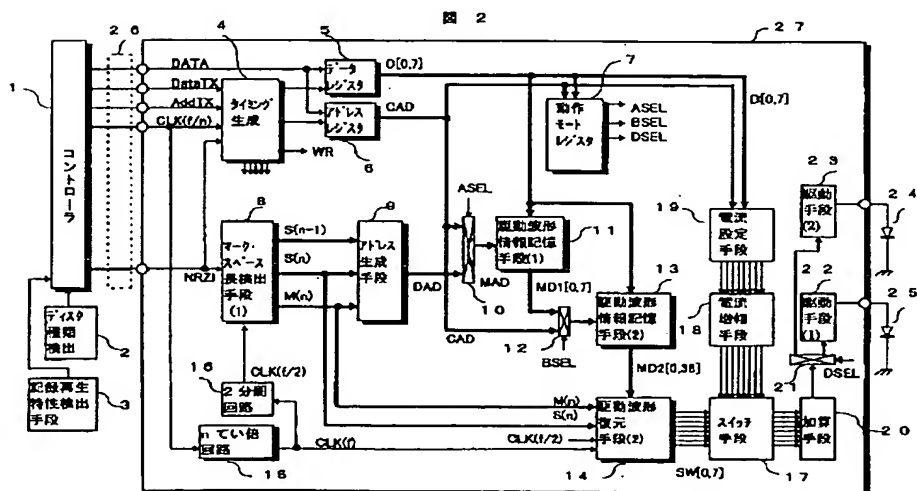 図 2
2 6
4
5
2 7
DATA
DataTX
AddTX
CLK(f/n)
タイミング
生成
データ
レジスタ
D[0,7]
アドレス
レジスタ
CAD
6
WR
7
動作
モート
レジスタ
ASEL
BSEL
DSEL
D[0,7]
1
コントローラ
2 3
駆動
手段
(2)
2 4
8
マーク・
スペース
長検出
手段
(1)
NRZI
S(n-1)
S(n)
M(n)
9
アドレス
生成
手段
DAD
ASEL
MAD
1 0
CAD
駆動波形
情報記憶
手段(1)
1 1
MD1[0,7]
1 2
BSEL
駆動波形
情報記憶
手段(2)
1 3
MD2[0,36]
1 9
電流
設定
手段
1 8
電流
増幅
手段
2 2
駆動
手段
(1)
2 5
2 1
DSEL
ディスク
種類
検出
2
記録再生
特性検出
手段
3
1 6
2 分周
回路
CLK(f/2)
n てい倍
回路
1 6
CLK(f)
M(n)
S(n)
CLK(f/2)
駆動波形
復元
手段(2)
1 4
SW[0,7]
スイッチ
手段
1 7
加算
手段
2 0